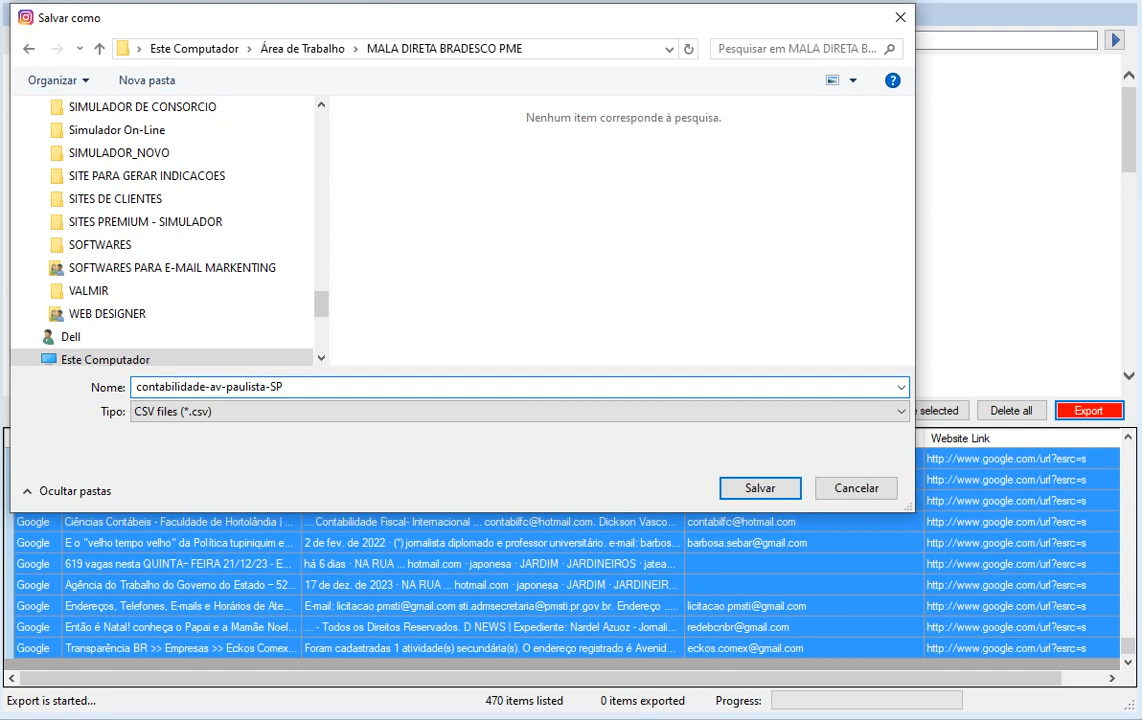 Salvar como
Este Computador > Área de Trabalho > MALA DIRETA BRADESCO PME
Pesquisar em MALA DIRETA B...
Organizar
Nova pasta
?
SIMULADOR DE CONSORCIO
Simulador On-Line
SIMULADOR_NOVO
SITE PARA GERAR INDICACOES
SITES DE CLIENTES
SITES PREMIUM - SIMULADOR
SOFTWARES
SOFTWARES PARA E-MAIL MARKENTING
VALMIR
WEB DESIGNER
Dell
Este Computador
Nenhum item corresponde à pesquisa.
Nome: contabilidade-av-paulista-SP
Tipo: CSV files (*.csv)
selected Delete all Export
Website Link
http://www.google.com/url?esrc=s
http://www.google.com/url?esrc=s
Ocultar pastas
Salvar Cancelar
http://www.google.com/url?esrc=s
Google Ciências Contábeis - Faculdade de Hortolândia | ... ... Contabilidade Fiscal- Internacional ... contabilfc@hotmail.com. Dickson Vasco... contabilfc@hotmail.com http://www.google.com/url?esrc=s
Google E o "velho tempo velho" da Política tupiniquim e... 2 de fev. de 2022 · (*) jornalista diplomado e professor universitário. e-mail: barbos... barbosa.sebar@gmail.com http://www.google.com/url?esrc=s
Google 619 vagas nesta QUINTA– FEIRA 21/12/23 - E... há 6 dias · NA RUA ... hotmail.com · japonesa · JARDIM · JARDINEIROS · jatea... http://www.google.com/url?esrc=s
Google Agência do Trabalho do Governo do Estado – 52... 17 de dez. de 2023 · NA RUA ... hotmail.com · japonesa · JARDIM · JARDINEIR... http://www.google.com/url?esrc=s
Google Endereços, Telefones, E-mails e Horários de Ate... E-mail: licitacao.pmsti@gmail.com sti.admsecretaria@pmsti.pr.gov.br. Endereço ..... licitacao.pmsti@gmail.com http://www.google.com/url?esrc=s
Google Então é Natal! conheça o Papai e a Mamãe Noel... ... - Todos os Direitos Reservados. D NEWS | Expediente: Nardel Azuoz - Jornali... redebcnbr@gmail.com http://www.google.com/url?esrc=s
Google Transparência BR >> Empresas >> Eckos Comex... Foram cadastradas 1 atividade(s) secundária(s). O endereço registrado é Avenid... eckos.comex@gmail.com http://www.google.com/url?esrc=s
Export is started... 470 items listed 0 items exported Progress: